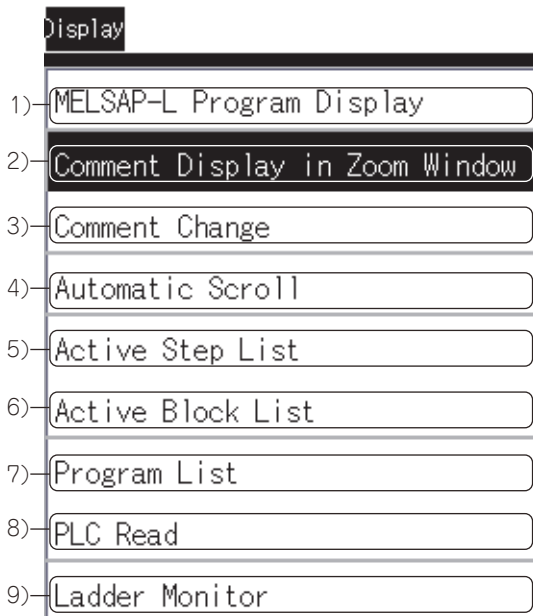 Display
1) MELSAP-L Program Display
2) Comment Display in Zoom Window
3) Comment Change
4) Automatic Scroll
5) Active Step List
6) Active Block List
7) Program List
8) PLC Read
9) Ladder Monitor